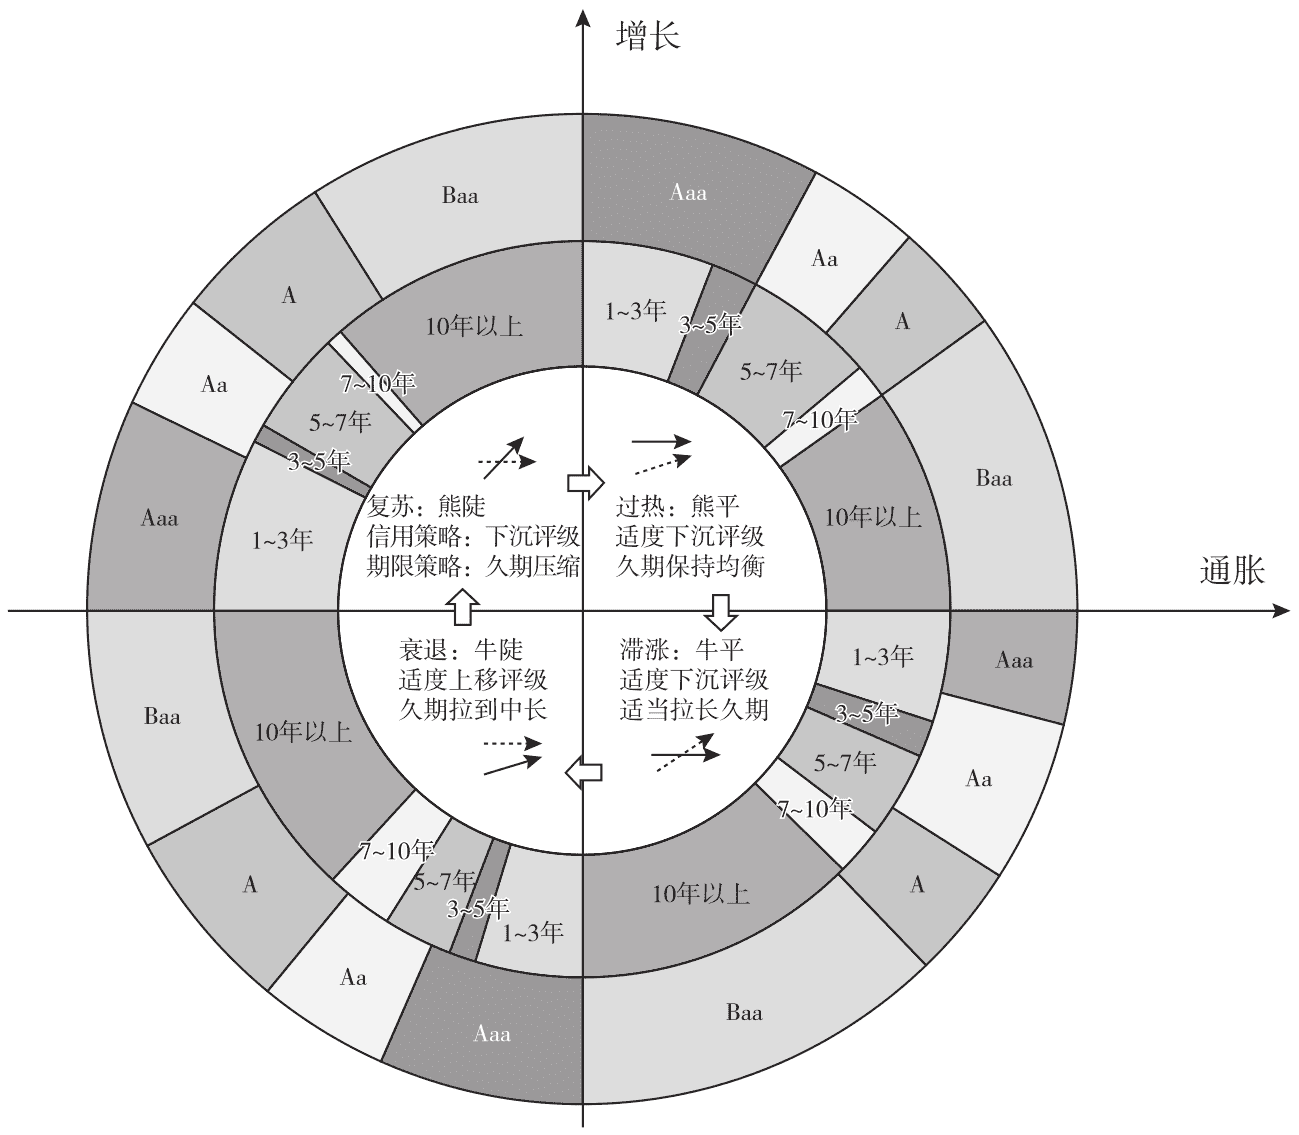 增长
Baa
Aaa
A
Aa
A
Aa
Baa
Aaa
10年以上
1~3年
3~5年
5~7年
7~10年
7~10年
5~7年
3~5年
1~3年
10年以上
复苏：熊陡
信用策略：下沉评级
期限策略：久期压缩
过热：熊平
适度下沉评级
久期保持均衡
通胀
衰退：牛陡
适度上移评级
久期拉到中长
滞涨：牛平
适度下沉评级
适当拉长久期
1~3年
Aaa
3~5年
5~7年
Aa
7~10年
A
10年以上
Baa
Baa
10年以上
7~10年
A
5~7年
3~5年
1~3年
Aa
Aaa